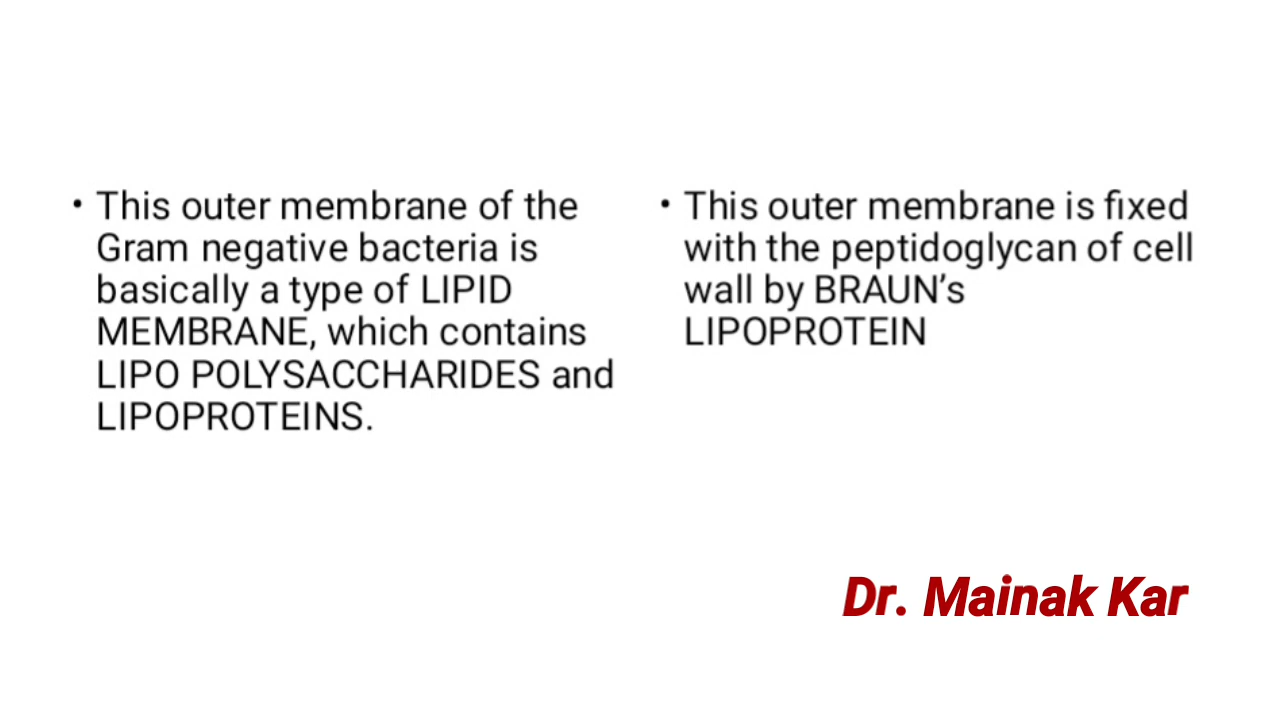 • This outer membrane of the
Gram negative bacteria is
basically a type of LIPID
MEMBRANE, which contains
LIPO POLYSACCHARIDES and
LIPOPROTEINS.
• This outer membrane is fixed
with the peptidoglycan of cell
wall by BRAUN’s
LIPOPROTEIN
Dr. Mainak Kar